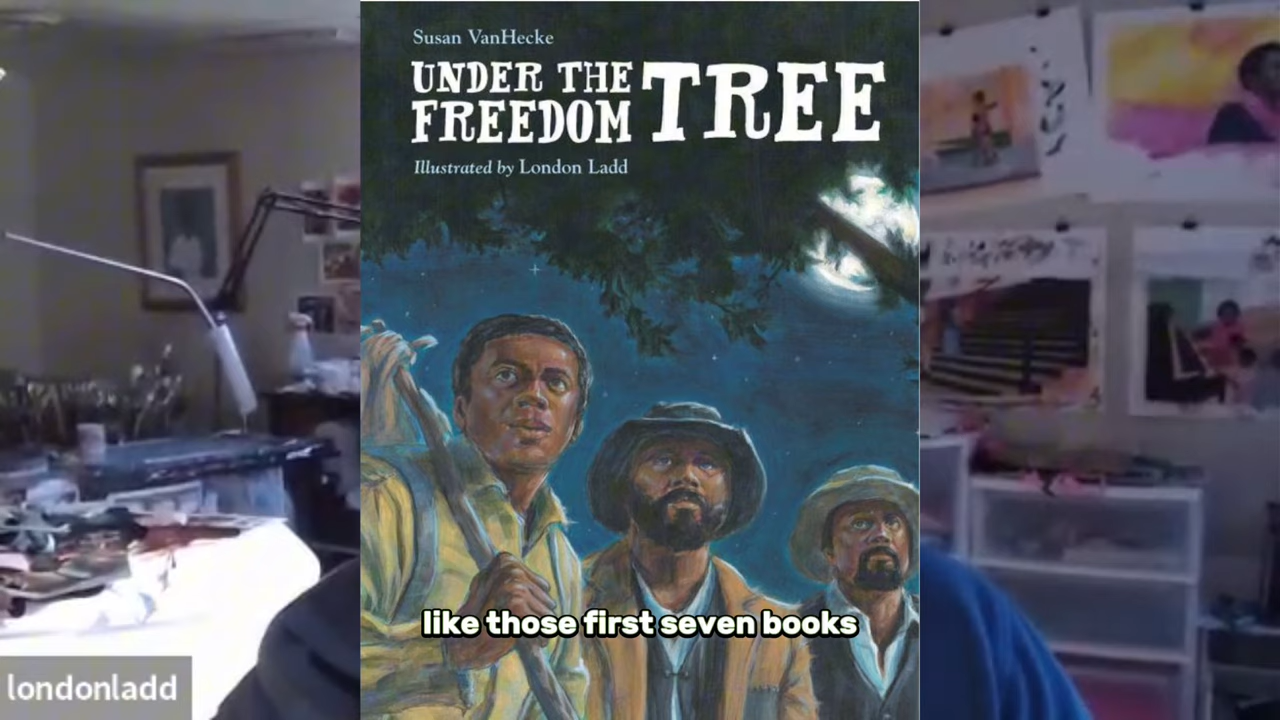 Susan VanHecke
UNDER THE
FREEDOM TREE
Illustrated by London Ladd
like those first seven books
londonladd